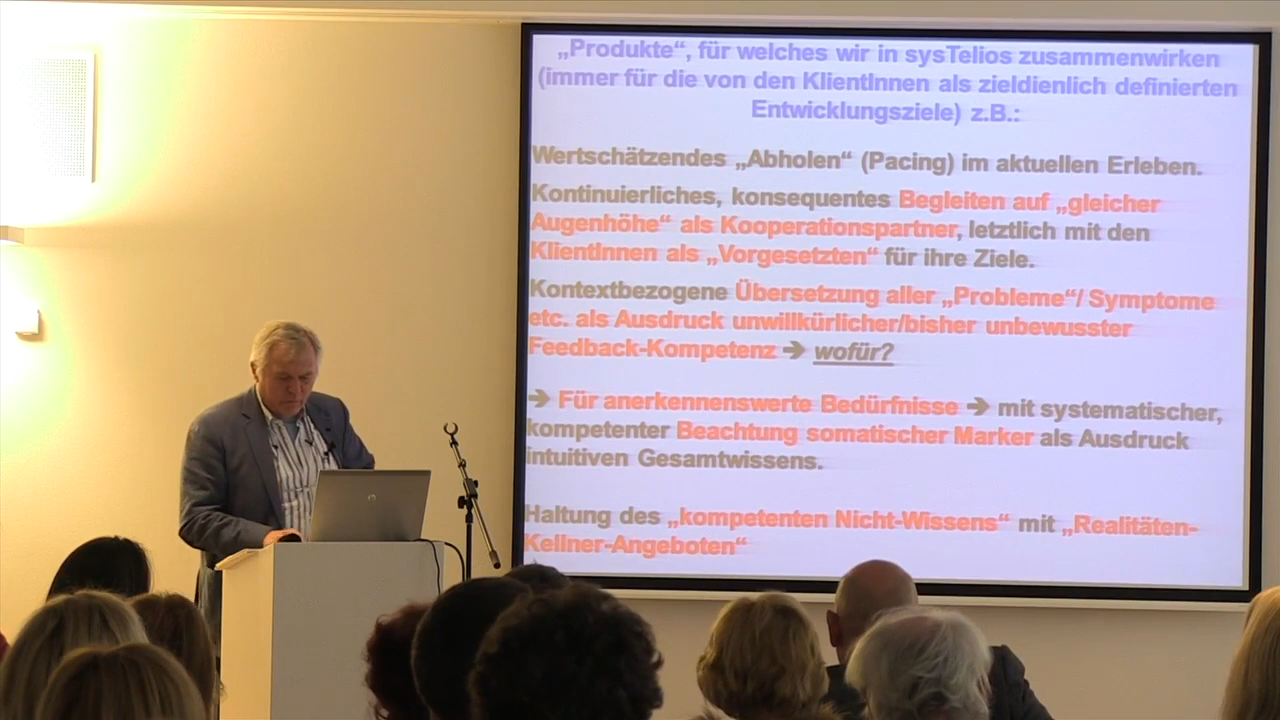 „Produkte“, für welches wir in sysTelios zusammenwirken
(immer für die von den KlientInnen als zieldienlich definierten
Entwicklungsziele) z.B.:
Wertschätzendes „Abholen“ (Pacing) im aktuellen Erleben.
Kontinuierliches, konsequentes Begleiten auf „gleicher
Augenhöhe“ als Kooperationspartner, letztlich mit den
KlientInnen als „Vorgesetzten“ für ihre Ziele.
Kontextbezogene Übersetzung aller „Probleme“/ Symptome
etc. als Ausdruck unwillkürlicher/bisher unbewusster
Feedback-Kompetenz ➔ wofür?
➔ Für anerkennenswerte Bedürfnisse ➔ mit systematischer,
kompetenter Beachtung somatischer Marker als Ausdruck
intuitiven Gesamtwissens.
Haltung des „kompetenten Nicht-Wissens“ mit „Realitäten-
Kellner-Angeboten“